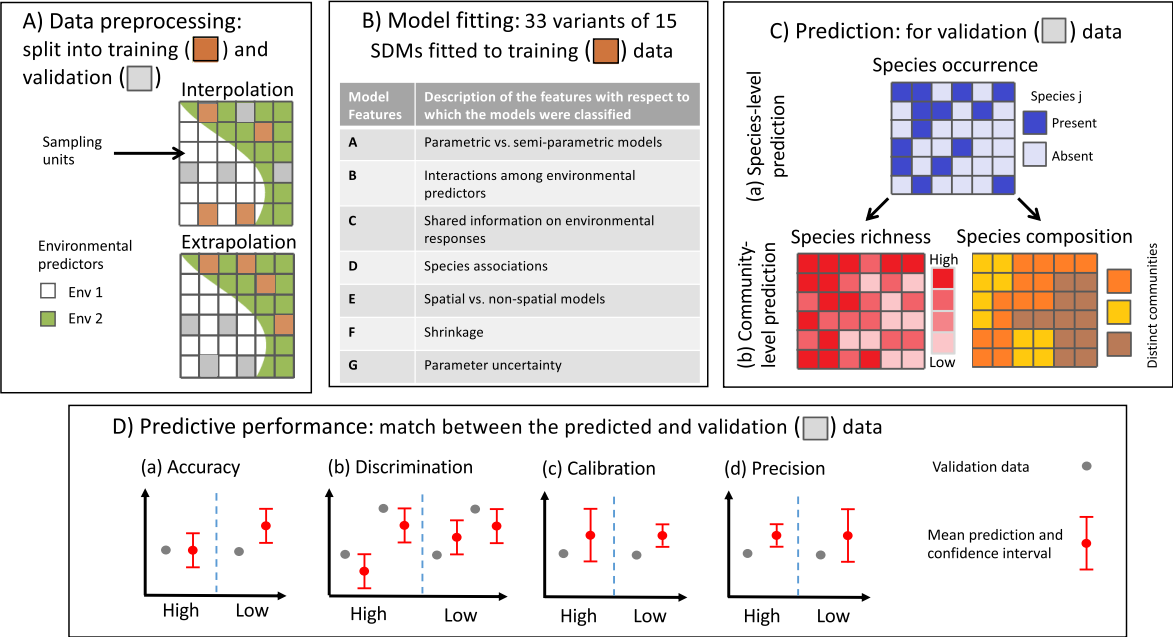 A) Data preprocessing:
split into training ( ) and
validation ( )
Interpolation
Sampling
units
Extrapolation
Environmental
predictors
Env 1
Env 2
B) Model fitting: 33 variants of 15
SDMs fitted to training ( ) data
Model
Features
Description of the features with respect to
which the models were classified
A
Parametric vs. semi-parametric models
B
Interactions among environmental
predictors
C
Shared information on environmental
responses
D
Species associations
E
Spatial vs. non-spatial models
F
Shrinkage
G
Parameter uncertainty
C) Prediction: for validation ( ) data
Species occurrence
(a) Species-level
prediction
Species j
Present
Absent
Species richness
Species composition
(b) Community-
level prediction
High
Low
Distinct communities
D) Predictive performance: match between the predicted and validation ( ) data
(a) Accuracy
High
Low
(b) Discrimination
High
Low
(c) Calibration
High
Low
(d) Precision
High
Low
Validation data
Mean prediction and
confidence interval